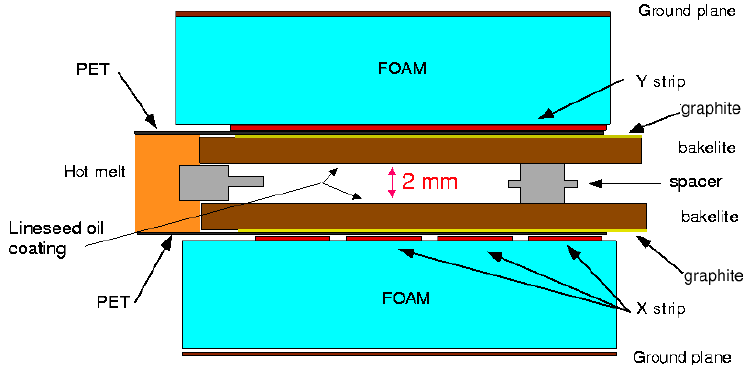 Ground plane
FOAM
PET
Y strip
graphite
bakelite
Hot melt
2 mm
spacer
Lineseed oil
coating
bakelite
graphite
PET
FOAM
X strip
Ground plane